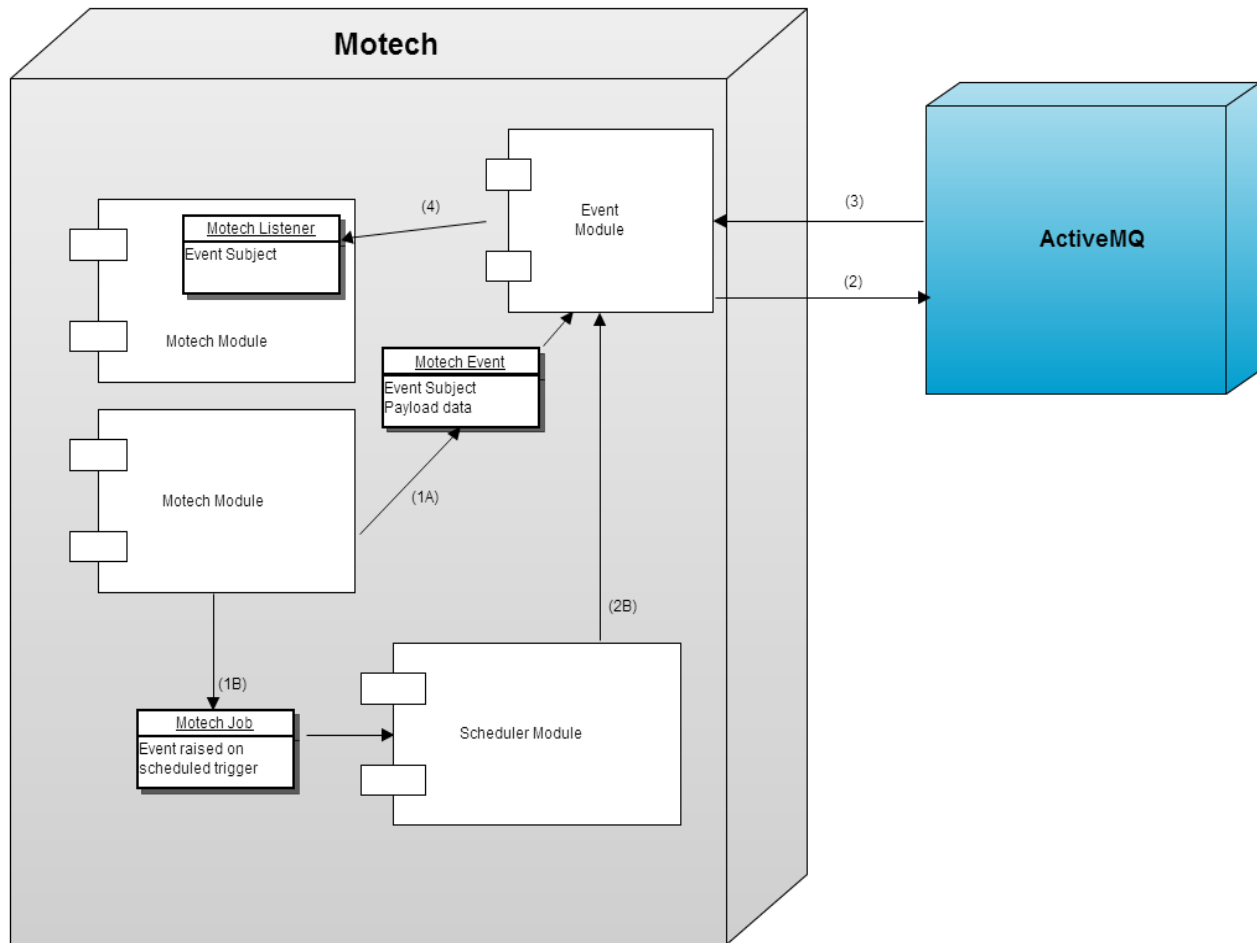 Motech
Event
Module
(3)
ActiveMQ
(2)
(4)
Motech Listener
Event Subject
Motech Module
Motech Event
Event Subject
Payload data
(1A)
Motech Module
(2B)
(1B)
Motech Job
Event raised on
scheduled trigger
Scheduler Module